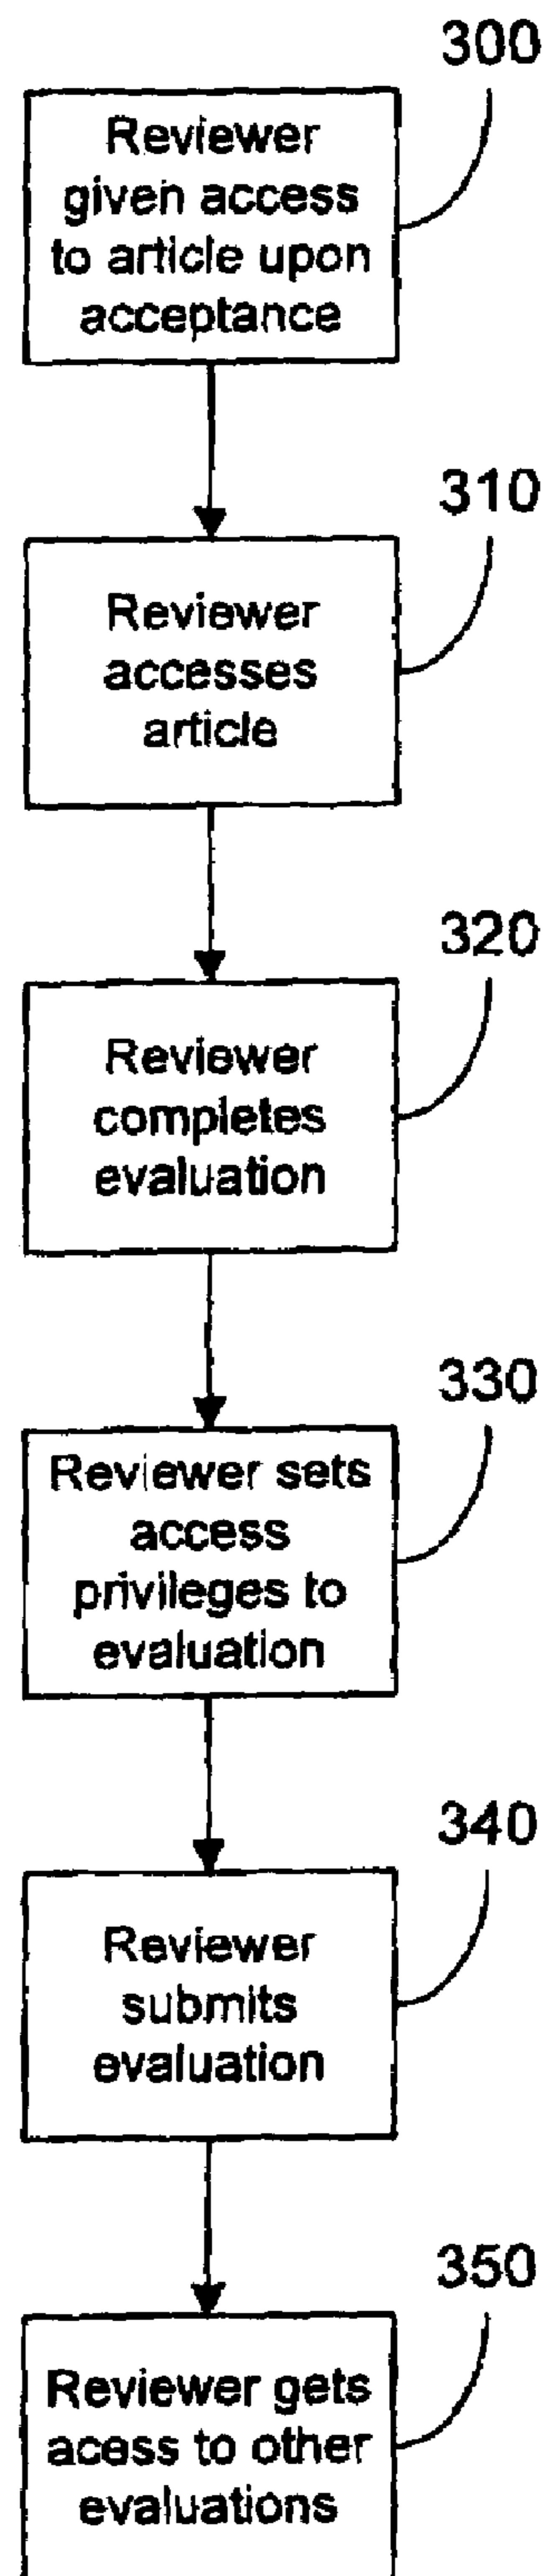 300
Reviewer
given access
to article upon
acceptance
310
Reviewer
accesses
article
320
Reviewer
completes
evaluation
330
Reviewer sets
access
privileges to
evaluation
340
Reviewer
submits
evaluation
350
Reviewer gets
acess to other
evaluations